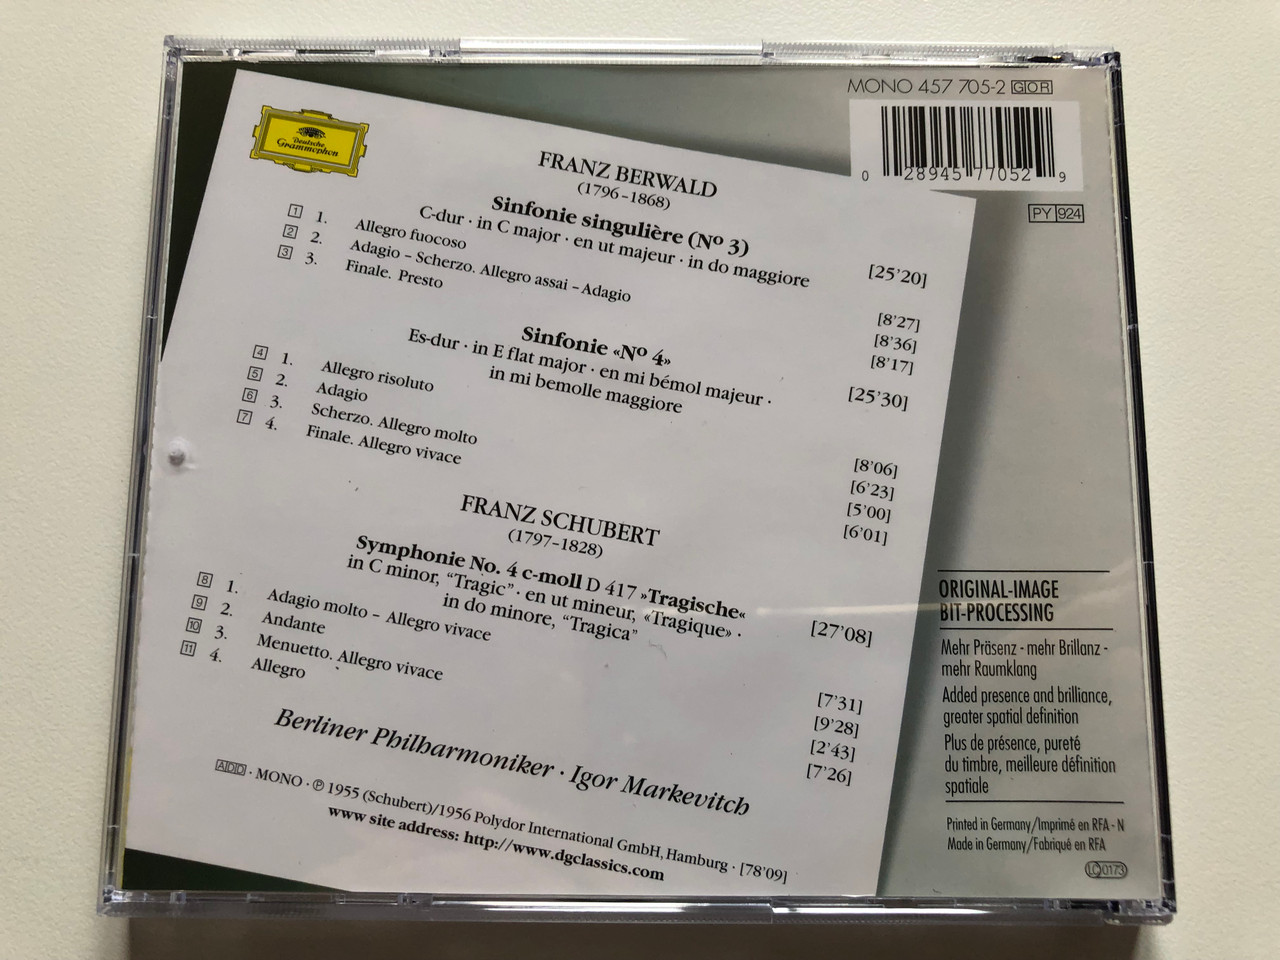 MONO 457 705-2 GOR
0 28945 77052 9
PY 924
Deutsche
Grammophon
FRANZ BERWALD
(1796–1868)
Sinfonie singulière (Nº 3)
C-dur · in C major · en ut majeur · in do maggiore [25'20]
1 1. Allegro fuocoso [8'27]
2 2. Adagio – Scherzo. Allegro assai – Adagio [8'36]
3 3. Finale. Presto [8'17]
Sinfonie «Nº 4»
Es-dur · in E flat major · en mi bémol majeur ·
in mi bemolle maggiore [25'30]
4 1. Allegro risoluto [8'06]
5 2. Adagio [6'23]
6 3. Scherzo. Allegro molto [5'00]
7 4. Finale. Allegro vivace [6'01]
FRANZ SCHUBERT
(1797–1828)
Symphonie No. 4 c-moll D 417 »Tragische«
in C minor, “Tragic” · en ut mineur, «Tragique» ·
in do minore, “Tragica” [27'08]
8 1. Adagio molto – Allegro vivace [7'31]
9 2. Andante [9'28]
10 3. Menuetto. Allegro vivace [2'43]
11 4. Allegro [7'26]
Berliner Philharmoniker · Igor Markevitch
ADD · MONO · ℗ 1955 (Schubert)/1956 Polydor International GmbH, Hamburg · [78'09]
www site address: http://www.dgclassics.com
ORIGINAL-IMAGE
BIT-PROCESSING
Mehr Präsenz - mehr Brillanz -
mehr Raumklang
Added presence and brilliance,
greater spatial definition
Plus de présence, pureté
du timbre, meilleure définition
spatiale
Printed in Germany/Imprimé en RFA · N
Made in Germany/Fabriqué en RFA
LC 0173